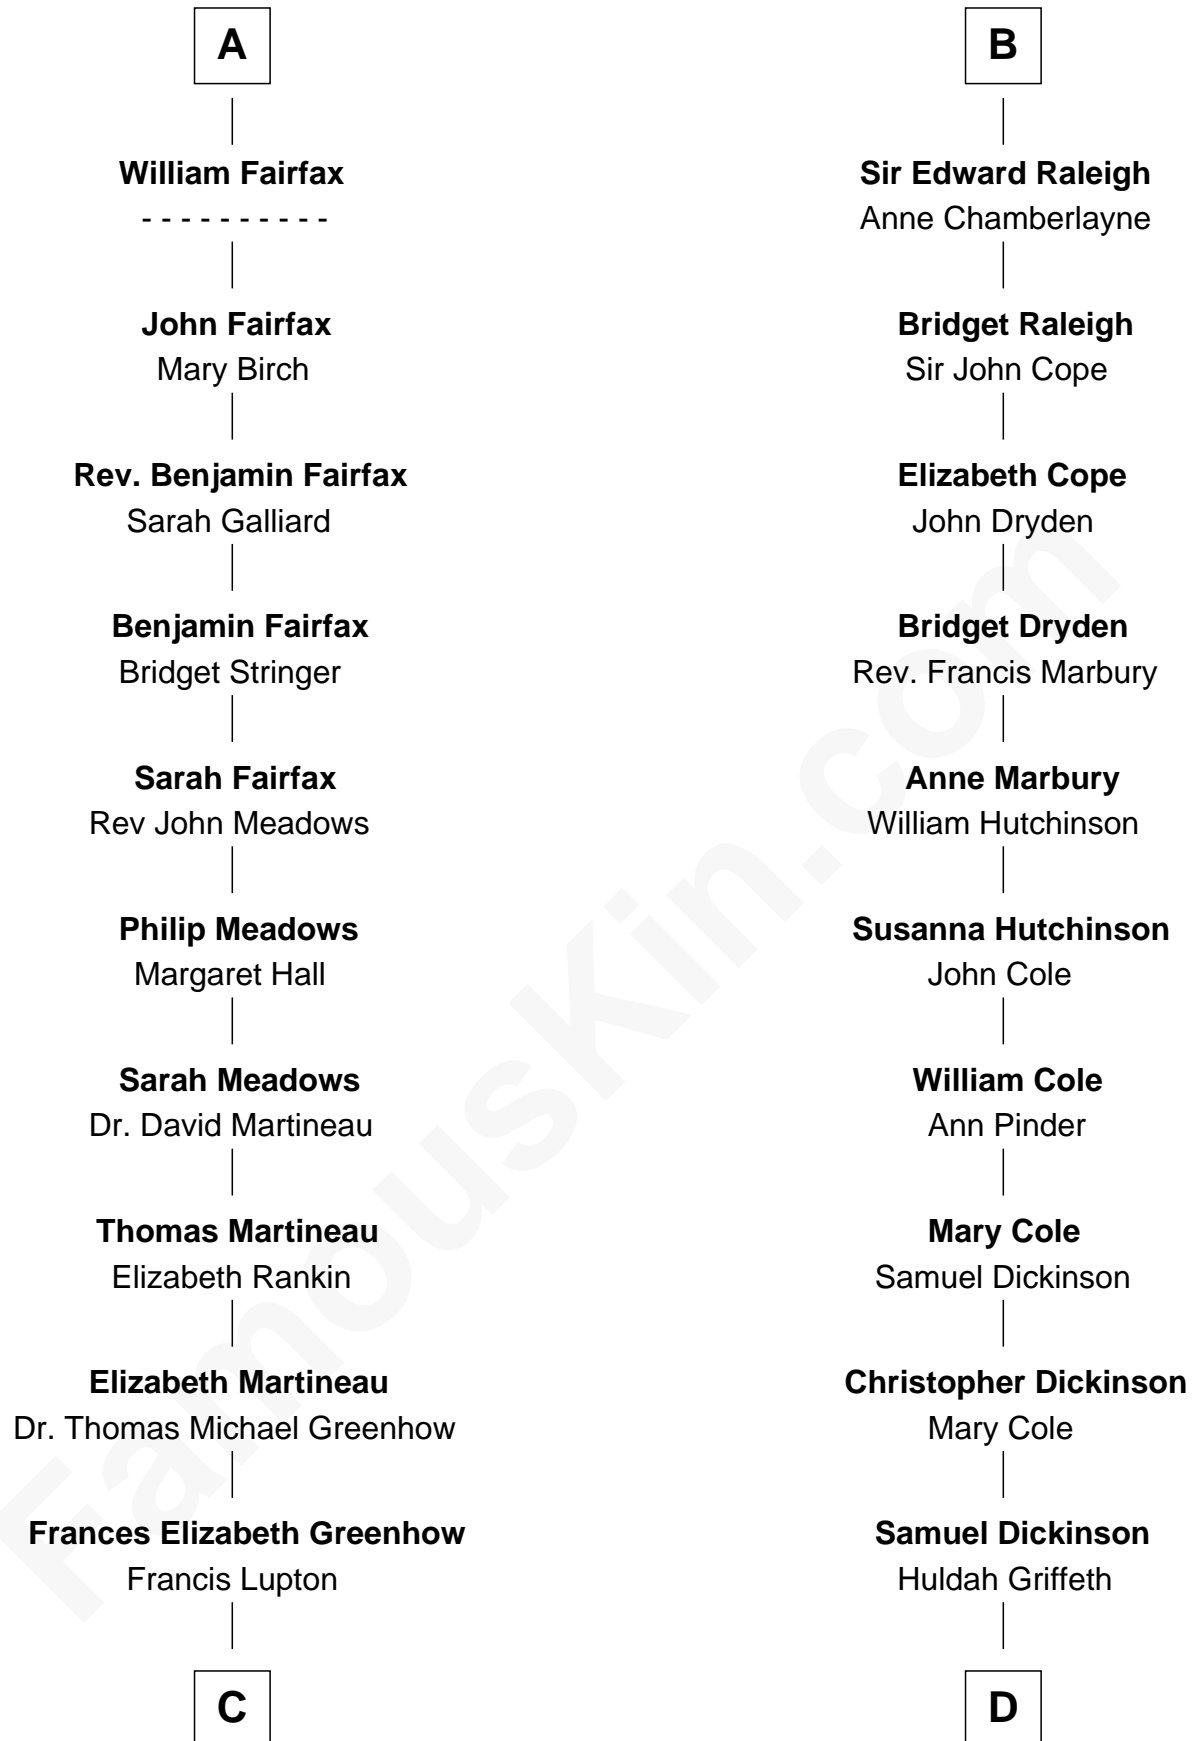 A
William Fairfax
- - - - - - - - - -
John Fairfax
Mary Birch
Rev. Benjamin Fairfax
Sarah Galliard
Benjamin Fairfax
Bridget Stringer
Sarah Fairfax
Rev John Meadows
Philip Meadows
Margaret Hall
Sarah Meadows
Dr. David Martineau
Thomas Martineau
Elizabeth Rankin
Elizabeth Martineau
Dr. Thomas Michael Greenhow
Frances Elizabeth Greenhow
Francis Lupton
C
B
Sir Edward Raleigh
Anne Chamberlayne
Bridget Raleigh
Sir John Cope
Elizabeth Cope
John Dryden
Bridget Dryden
Rev. Francis Marbury
Anne Marbury
William Hutchinson
Susanna Hutchinson
John Cole
William Cole
Ann Pinder
Mary Cole
Samuel Dickinson
Christopher Dickinson
Mary Cole
Samuel Dickinson
Huldah Griffeth
D
FamousKin.com